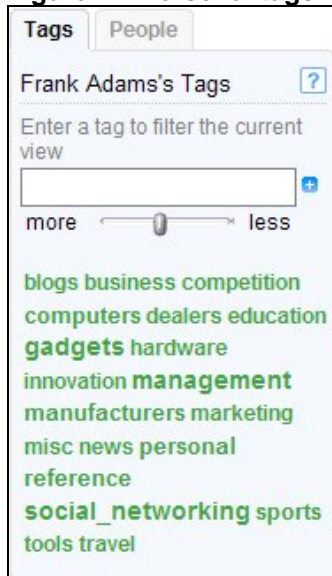 Tags People
Frank Adams's Tags ?
Enter a tag to filter the current
view
more less
blogs business competition
computers dealers education
gadgets hardware
innovation management
manufacturers marketing
misc news personal
reference
social_networking sports
tools travel